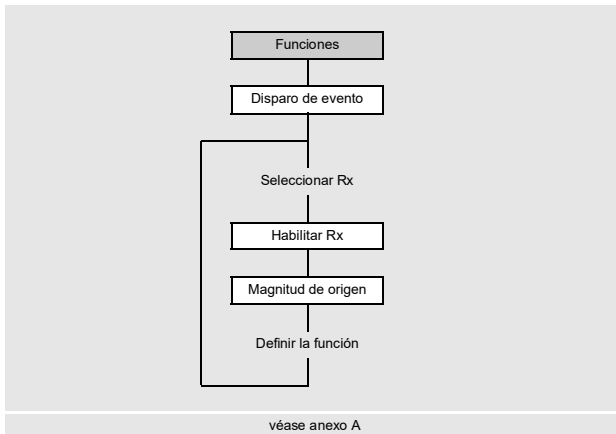 Funciones
Disparo de evento
Seleccionar Rx
Habilitar Rx
Magnitud de origen
Definir la función
véase anexo A